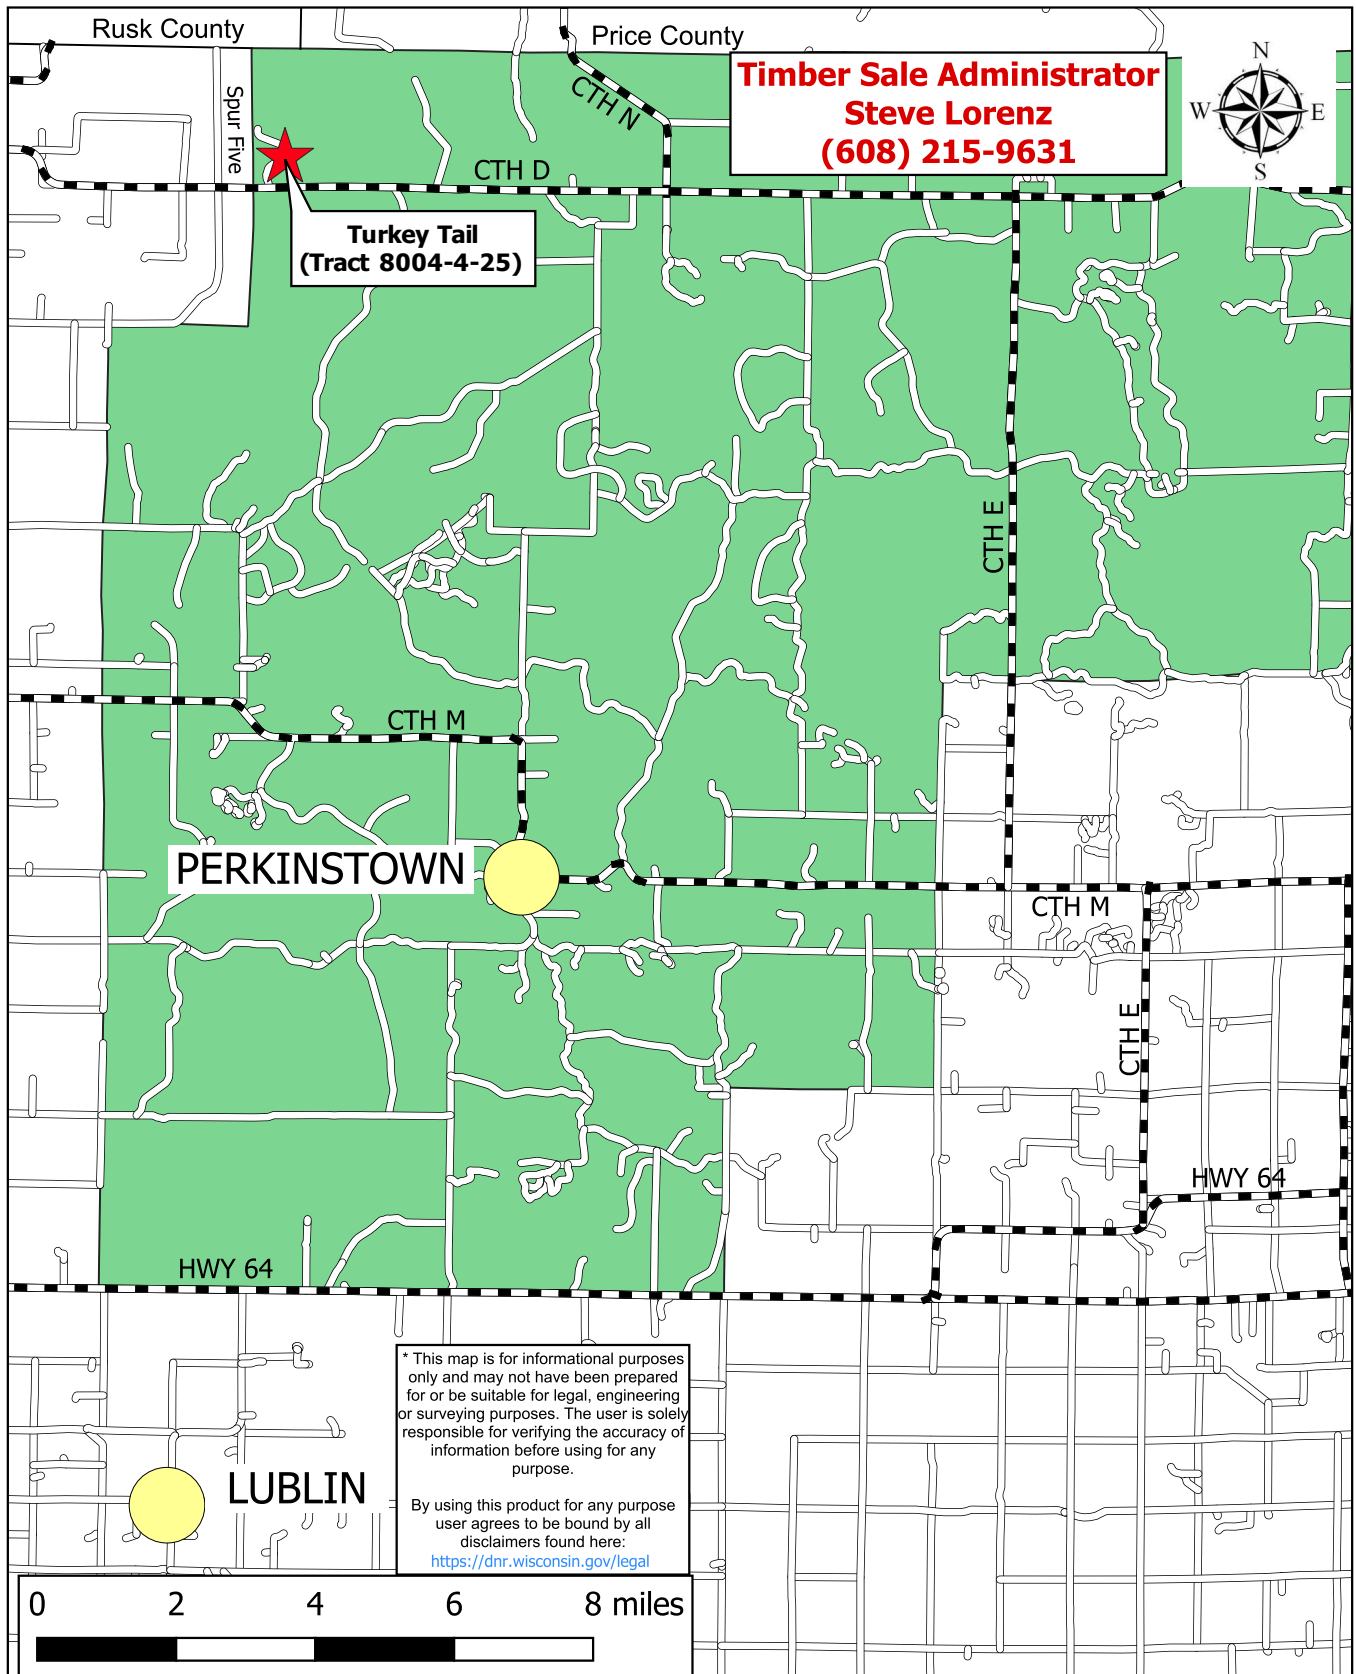 Rusk County
Price County
Timber Sale Administrator
Steve Lorenz
(608) 215-9631
N
W
E
S
Spur Five
CTH N
CTH D
Turkey Tail
(Tract 8004-4-25)
CTH E
CTH M
PERKINSTOWN
CTH M
CTH E
HWY 64
HWY 64
* This map is for informational purposes
only and may not have been prepared
for or be suitable for legal, engineering
or surveying purposes. The user is solely
responsible for verifying the accuracy of
information before using for any
purpose.
By using this product for any purpose
user agrees to be bound by all
disclaimers found here:
https://dnr.wisconsin.gov/legal
LUBLIN
0 2 4 6 8 miles